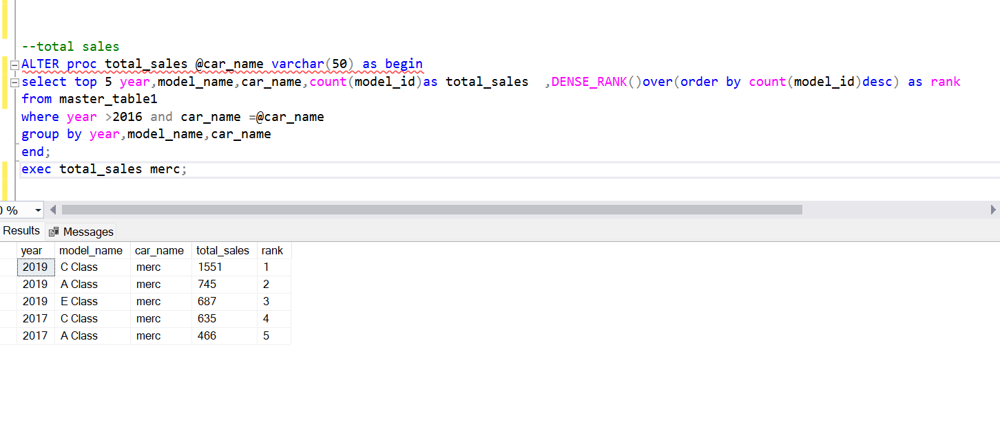 --total sales
ALTER proc total_sales @car_name varchar(50) as begin
select top 5 year,model_name,car_name,count(model_id)as total_sales  ,DENSE_RANK()over(order by count(model_id)desc) as rank
from master_table1
where year >2016 and car_name =@car_name
group by year,model_name,car_name
end;
exec total_sales merc;
0 %
Results Messages
year model_name car_name total_sales rank
2019 C Class merc 1551 1
2019 A Class merc 745 2
2019 E Class merc 687 3
2017 C Class merc 635 4
2017 A Class merc 466 5